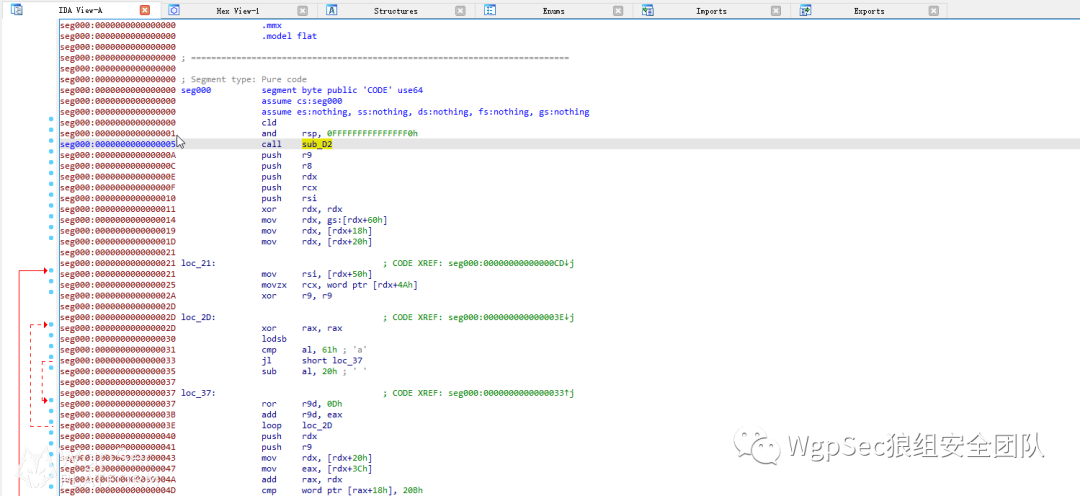 IDA View-A Hex View-1 Structures Enums Imports Exports
seg000:0000000000000000 .mmx
seg000:0000000000000000 .model flat
seg000:0000000000000000
seg000:0000000000000000 ; ===========================================================================
seg000:0000000000000000
seg000:0000000000000000 ; Segment type: Pure code
seg000:0000000000000000 seg000 segment byte public 'CODE' use64
seg000:0000000000000000 assume cs:seg000
seg000:0000000000000000 assume es:nothing, ss:nothing, ds:nothing, fs:nothing, gs:nothing
seg000:0000000000000000 cld
seg000:0000000000000001 and rsp, 0FFFFFFFFFFFFFFF0h
seg000:0000000000000005 call sub_D2
seg000:000000000000000A push r9
seg000:000000000000000C push r8
seg000:000000000000000E push rdx
seg000:000000000000000F push rcx
seg000:0000000000000010 push rsi
seg000:0000000000000011 xor rdx, rdx
seg000:0000000000000014 mov rdx, gs:[rdx+60h]
seg000:0000000000000019 mov rdx, [rdx+18h]
seg000:000000000000001D mov rdx, [rdx+20h]
seg000:0000000000000021
seg000:0000000000000021 loc_21: ; CODE XREF: seg000:00000000000000CD↓j
seg000:0000000000000021 mov rsi, [rdx+50h]
seg000:0000000000000025 movzx rcx, word ptr [rdx+4Ah]
seg000:000000000000002A xor r9, r9
seg000:000000000000002D
seg000:000000000000002D loc_2D: ; CODE XREF: seg000:000000000000003E↓j
seg000:000000000000002D xor rax, rax
seg000:0000000000000030 lodsb
seg000:0000000000000031 cmp al, 61h ; 'a'
seg000:0000000000000033 jl short loc_37
seg000:0000000000000035 sub al, 20h ; ' '
seg000:0000000000000037
seg000:0000000000000037 loc_37: ; CODE XREF: seg000:0000000000000033↑j
seg000:0000000000000037 ror r9d, 0Dh
seg000:000000000000003B add r9d, eax
seg000:000000000000003E loop loc_2D
seg000:0000000000000040 push rdx
seg000:0000000000000041 push r9
seg000:0000000000000043 mov rdx, [rdx+20h]
seg000:0000000000000047 mov eax, [rdx+3Ch]
seg000:000000000000004A add rax, rdx
seg000:000000000000004D cmp word ptr [rax+18h], 20Bh
WgpSec狼组安全团队